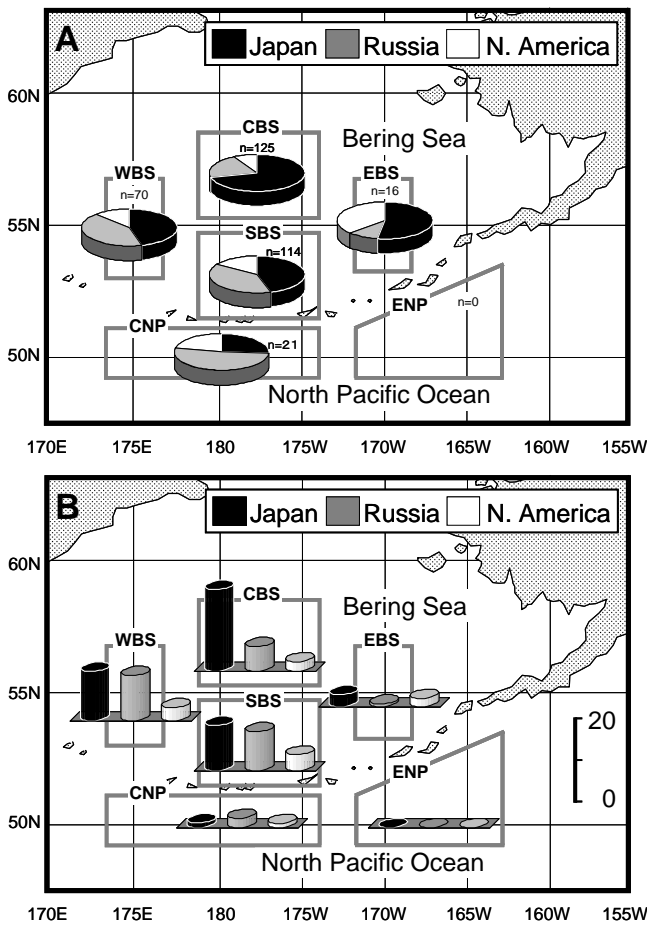 A
Japan Russia N. America
60N
CBS
n=125
Bering Sea
WBS
n=70
EBS
n=16
55N
SBS
n=114
ENP
n=0
CNP
n=21
50N
North Pacific Ocean
170E 175E 180 175W 170W 165W 160W 155W
B
Japan Russia N. America
60N
CBS
Bering Sea
WBS
EBS
55N
SBS
20
ENP
CNP
0
50N
North Pacific Ocean
170E 175E 180 175W 170W 165W 160W 155W